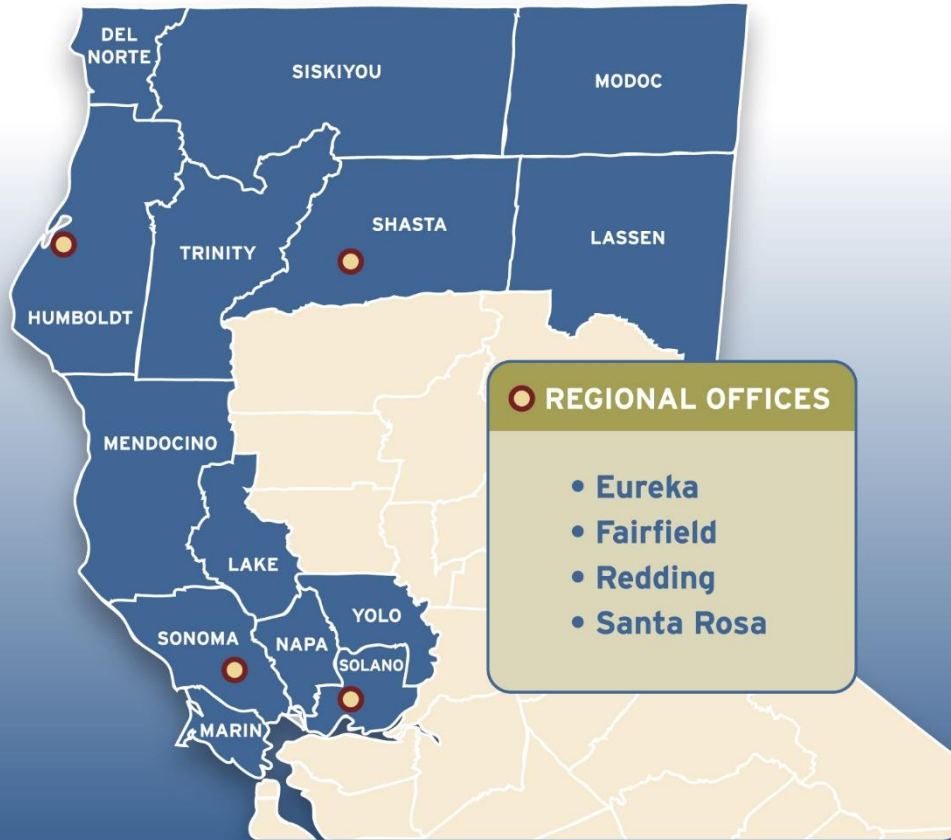 DEL
NORTE
SISKIYOU
MODOC
SHASTA
LASSEN
TRINITY
HUMBOLDT
REGIONAL OFFICES
MENDOCINO
• Eureka
• Fairfield
• Redding
• Santa Rosa
LAKE
YOLO
SONOMA
NAPA
SOLANO
MARIN